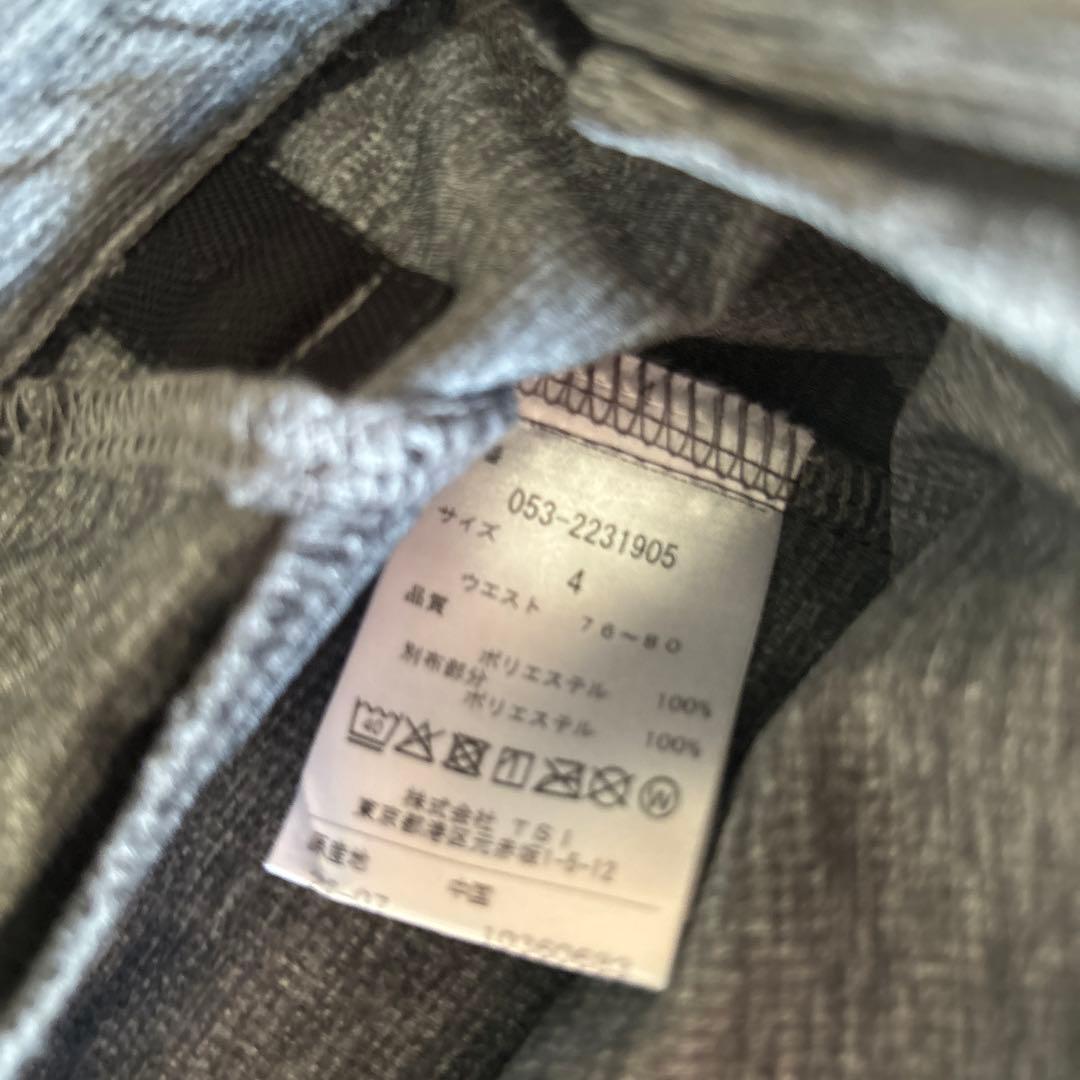 053-2231905
サイズ
4
ウエスト 76～80
品質
ポリエステル 100%
別布部分
ポリエステル 100%
40
W
株式会社 TSI
東京都港区元赤坂1-5-12
原産地 中国